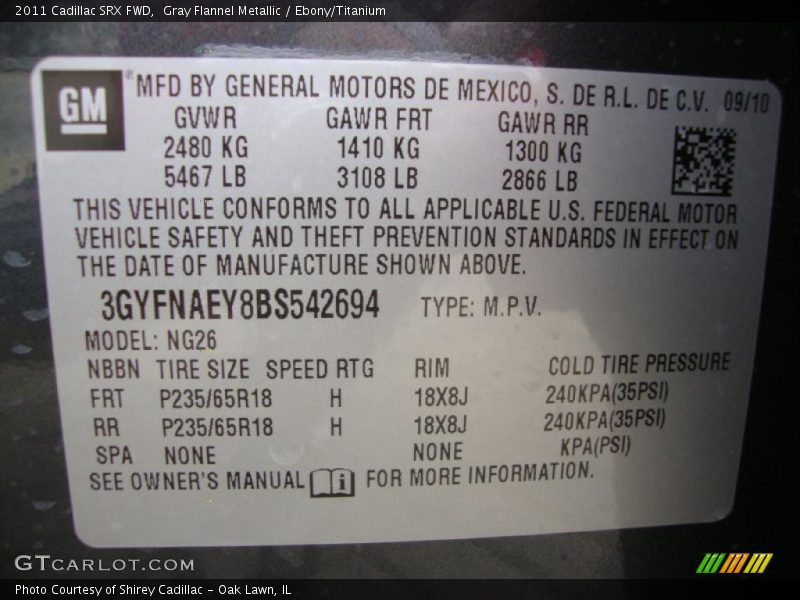 2011 Cadillac SRX FWD,  Gray Flannel Metallic / Ebony/Titanium
GM ® MFD BY GENERAL MOTORS DE MEXICO, S. DE R.L. DE C.V. 09/10
GVWR GAWR FRT GAWR RR
2480 KG 1410 KG 1300 KG
5467 LB 3108 LB 2866 LB
THIS VEHICLE CONFORMS TO ALL APPLICABLE U.S. FEDERAL MOTOR
VEHICLE SAFETY AND THEFT PREVENTION STANDARDS IN EFFECT ON
THE DATE OF MANUFACTURE SHOWN ABOVE.
3GYFNAEY8BS542694 TYPE: M.P.V.
MODEL: NG26
NBBN TIRE SIZE SPEED RTG RIM COLD TIRE PRESSURE
FRT P235/65R18 H 18X8J 240KPA(35PSI)
RR P235/65R18 H 18X8J 240KPA(35PSI)
SPA NONE NONE KPA(PSI)
SEE OWNER'S MANUAL i FOR MORE INFORMATION.
GTCARLOT.COM
Photo Courtesy of Shirey Cadillac - Oak Lawn, IL